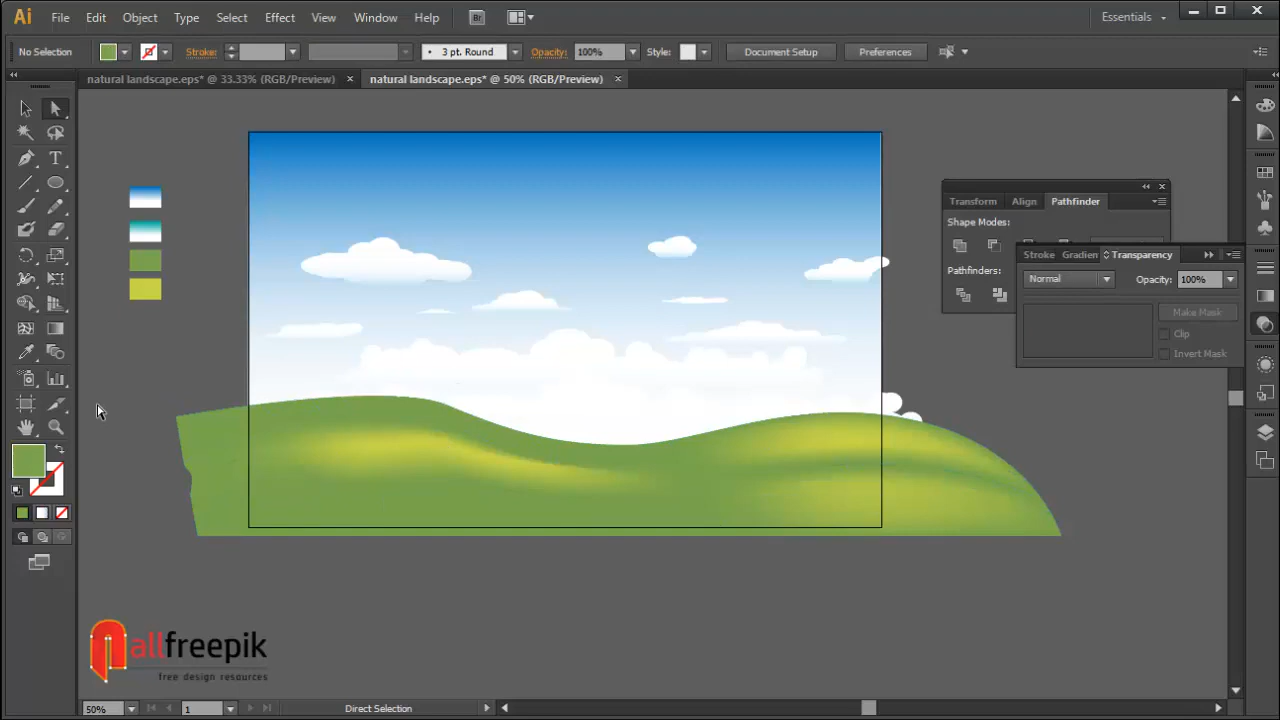 Ai File Edit Object Type Select Effect View Window Help Br Essentials
No Selection Stroke: 3 pt. Round Opacity: 100% Style: Document Setup Preferences
natural landscape.eps* @ 33.33% (RGB/Preview) × natural landscape.eps* @ 50% (RGB/Preview) ×
T
Transform Align Pathfinder
Shape Modes:
Pathfinders:
Stroke Gradien Transparency
Normal Opacity: 100%
Make Mask
Clip
Invert Mask
allfreepik
free design resources
50% 1 Direct Selection